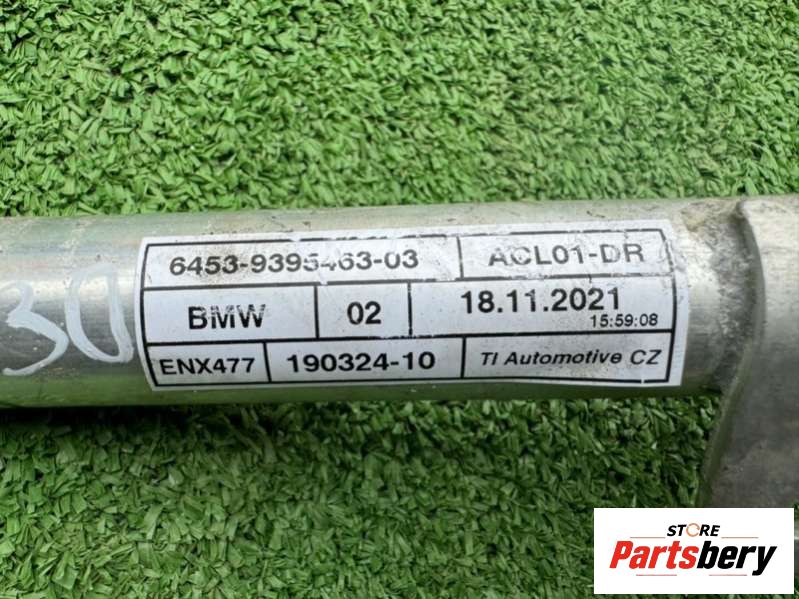 6453-9395463-03 ACL01-DR
BMW 02 18.11.2021
15:59:08
ENX477 190324-10 TI Automotive CZ
30
STORE
Partsbery